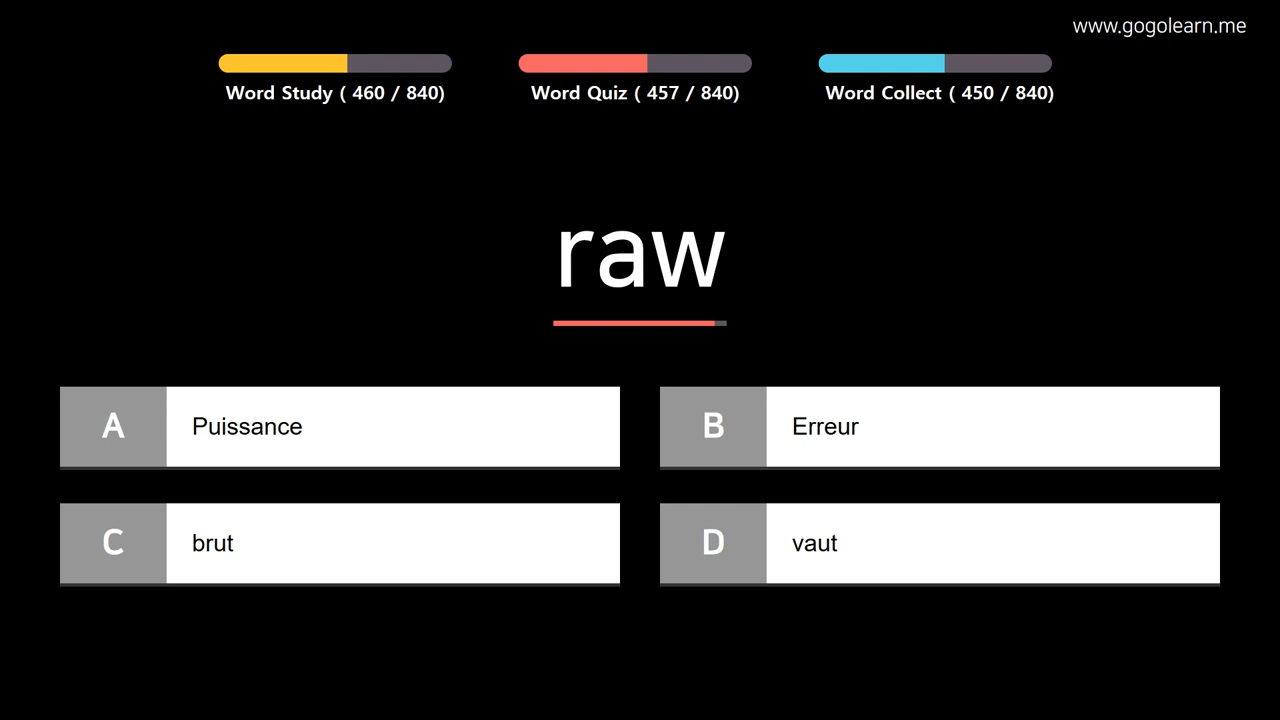 www.gogolearn.me
Word Study ( 460 / 840)
Word Quiz ( 457 / 840)
Word Collect ( 450 / 840)
raw
A Puissance
B Erreur
C brut
D vaut